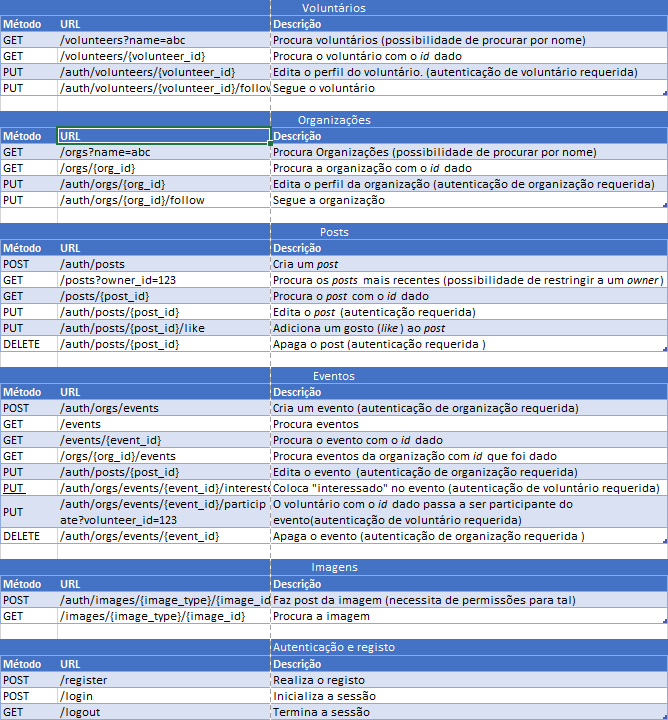 Voluntários
Método URL Descrição
GET /volunteers?name=abc Procura voluntários (possibilidade de procurar por nome)
GET /volunteers/{volunteer_id} Procura o voluntário com o id dado
PUT /auth/volunteers/{volunteer_id} Edita o perfil do voluntário. (autenticação de voluntário requerida)
PUT /auth/volunteers/{volunteer_id}/follow Segue o voluntário
Organizações
Método URL Descrição
GET /orgs?name=abc Procura Organizações (possibilidade de procurar por nome)
GET /orgs/{org_id} Procura a organização com o id dado
PUT /auth/orgs/{org_id} Edita o perfil da organização (autenticação de organização requerida)
PUT /auth/orgs/{org_id}/follow Segue a organização
Posts
Método URL Descrição
POST /auth/posts Cria um post
GET /posts?owner_id=123 Procura os posts mais recentes (possibilidade de restringir a um owner)
GET /posts/{post_id} Procura o post com o id dado
PUT /auth/posts/{post_id} Edita o post (autenticação requerida)
PUT /auth/posts/{post_id}/like Adiciona um gosto (like) ao post
DELETE /auth/posts/{post_id} Apaga o post (autenticação requerida )
Eventos
Método URL Descrição
POST /auth/orgs/events Cria um evento (autenticação de organização requerida)
GET /events Procura eventos
GET /events/{event_id} Procura o evento com o id dado
GET /orgs/{org_id}/events Procura eventos da organização com id que foi dado
PUT /auth/posts/{post_id} Edita o evento (autenticação de organização requerida)
PUT /auth/orgs/events/{event_id}/intereste Coloca "interessado" no evento (autenticação de voluntário requerida)
PUT /auth/orgs/events/{event_id}/particip O voluntário com o id dado passa a ser participante do
ate?volunteer_id=123 evento(autenticação de voluntário requerida)
DELETE /auth/orgs/events/{event_id} Apaga o evento (autenticação de organização requerida )
Imagens
Método URL Descrição
POST /auth/images/{image_type}/{image_id Faz post da imagem (necessita de permissões para tal)
GET /images/{image_type}/{image_id} Procura a imagem
Autenticação e registo
Método URL Descrição
POST /register Realiza o registo
POST /login Inicializa a sessão
GET /logout Termina a sessão